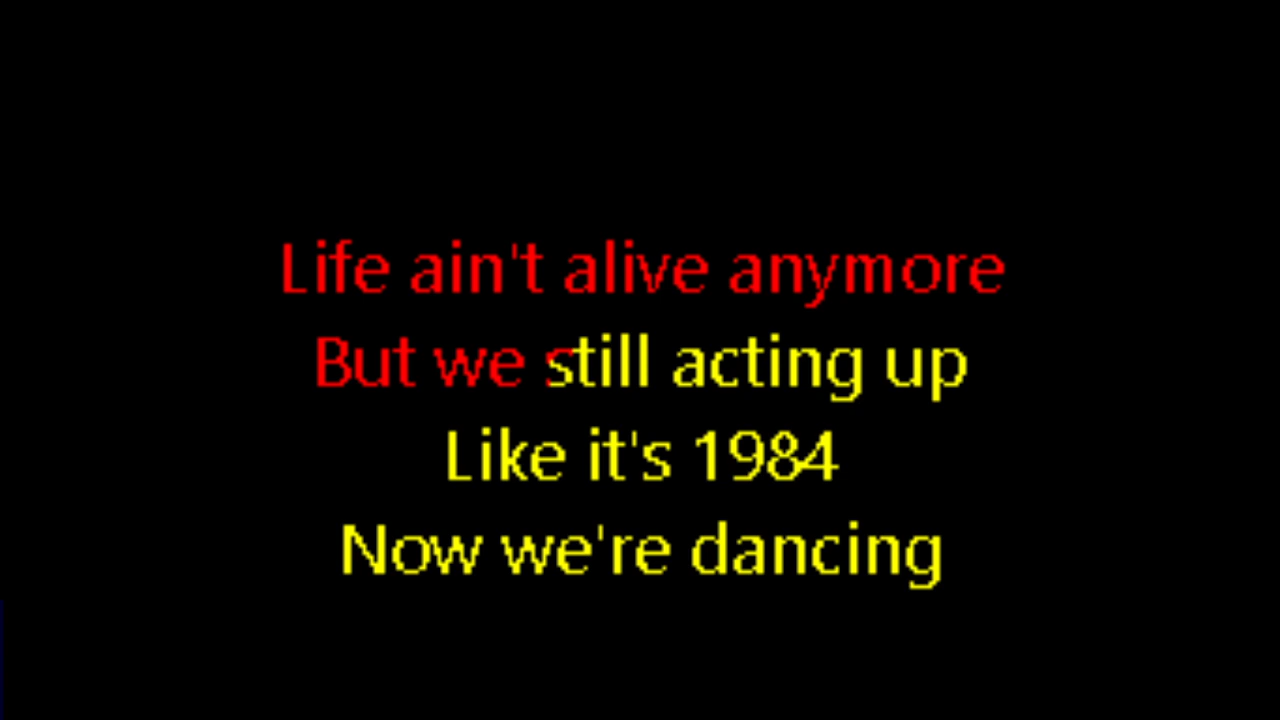 Life ain't alive anymore
But we still acting up
Like it's 1984
Now we're dancing